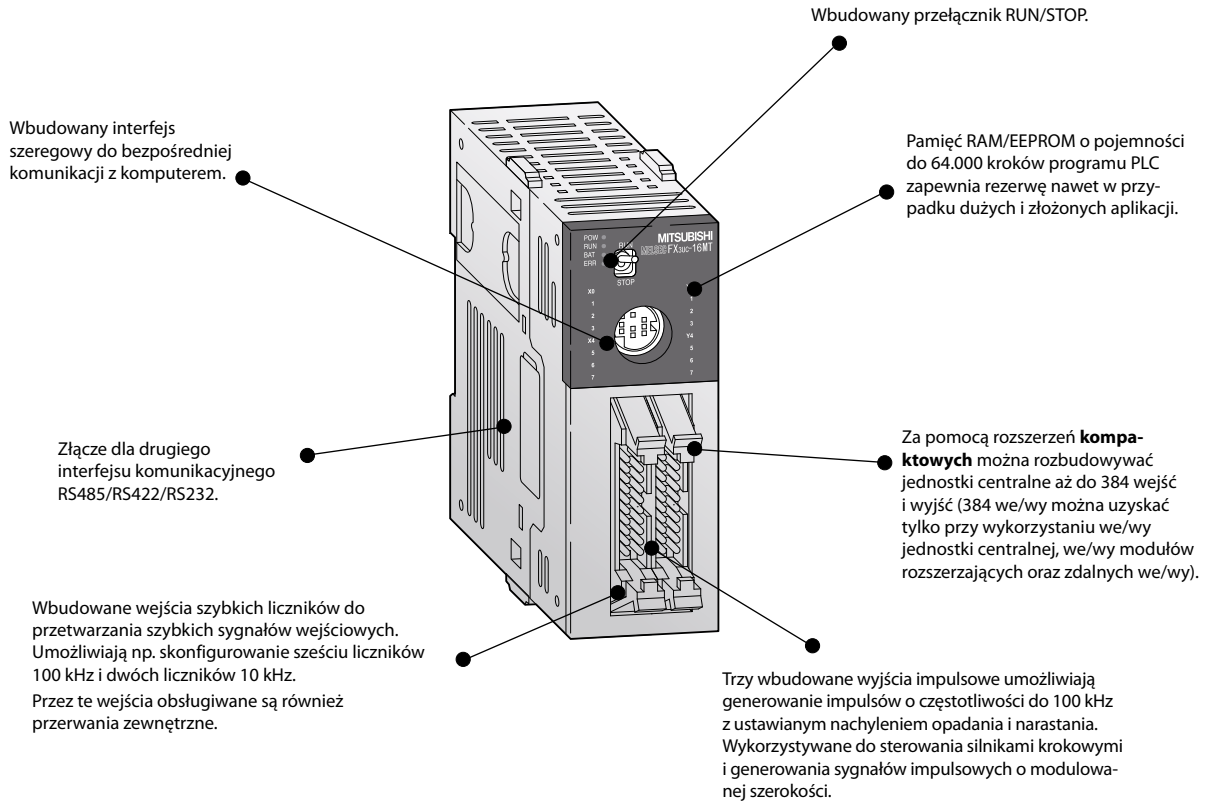 Wbudowany przełącznik RUN/STOP.
Wbudowany interfejs
szeregowy do bezpośredniej
komunikacji z komputerem.
Pamięć RAM/EEPROM o pojemności
do 64.000 kroków programu PLC
zapewnia rezerwę nawet w przy-
padku dużych i złożonych aplikacji.
MITSUBISHI
MELSEC FX3UC-16MT
POW
RUN
BAT
ERR
RUN
STOP
X0
1
2
3
X4
5
6
7
1
2
3
Y4
5
6
7
Złącze dla drugiego
interfejsu komunikacyjnego
RS485/RS422/RS232.
Za pomocą rozszerzeń kompa-
ktowych można rozbudowywać
jednostki centralne aż do 384 wejść
i wyjść (384 we/wy można uzyskać
tylko przy wykorzystaniu we/wy
jednostki centralnej, we/wy modułów
rozszerzających oraz zdalnych we/wy).
Wbudowane wejścia szybkich liczników do
przetwarzania szybkich sygnałów wejściowych.
Umożliwiają np. skonfigurowanie sześciu liczników
100 kHz i dwóch liczników 10 kHz.
Przez te wejścia obsługiwane są również
przerwania zewnętrzne.
Trzy wbudowane wyjścia impulsowe umożliwiają
generowanie impulsów o częstotliwości do 100 kHz
z ustawianym nachyleniem opadania i narastania.
Wykorzystywane do sterowania silnikami krokowymi
i generowania sygnałów impulsowych o modulowa-
nej szerokości.